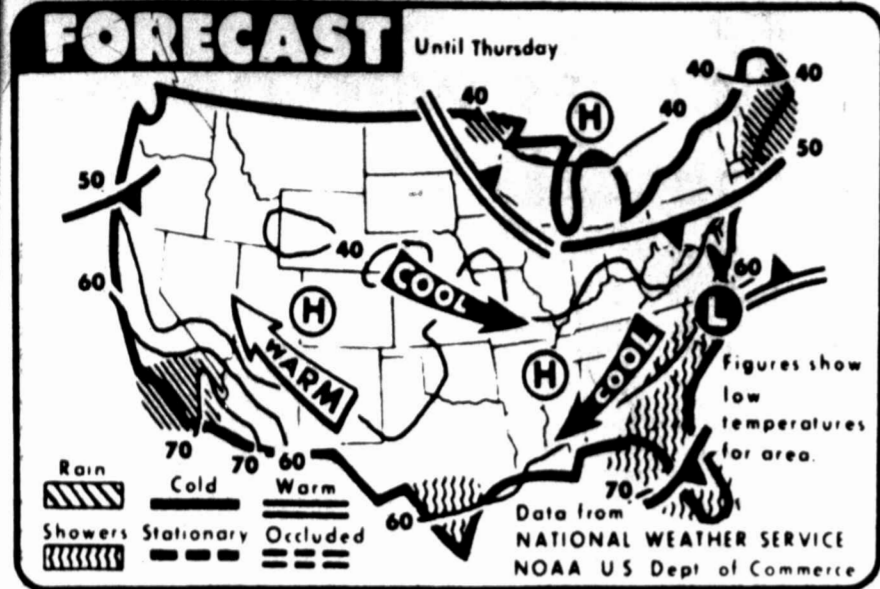 FORECAST
Until Thursday
40
40
40
40
H
50
50
40
60
COOL
60
H
L
WARM
H
COOL
Figures show
low
temperatures
for area.
70
70
60
60
70
Rain
Cold
Warm
Showers
Stationary
Occluded
Data from
NATIONAL WEATHER SERVICE
NOAA US Dept of Commerce